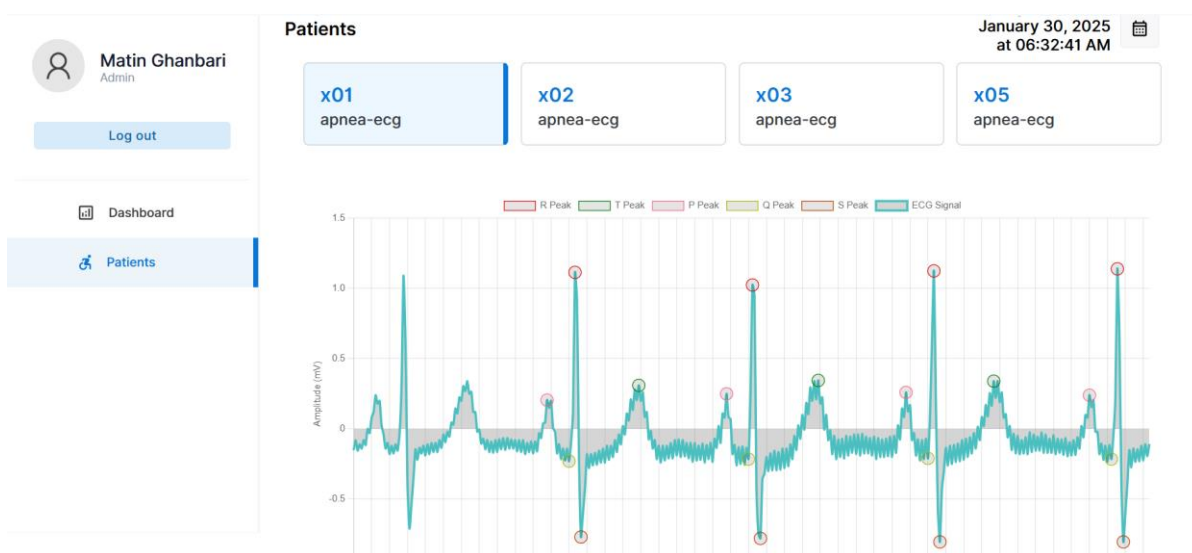 Matin Ghanbari
Admin
Log out
Dashboard
Patients
Patients
January 30, 2025
at 06:32:41 AM
x01
apnea-ecg
x02
apnea-ecg
x03
apnea-ecg
x05
apnea-ecg
R Peak T Peak P Peak Q Peak S Peak ECG Signal
Amplitude (mV)
1.5
1.0
0.5
0
-0.5